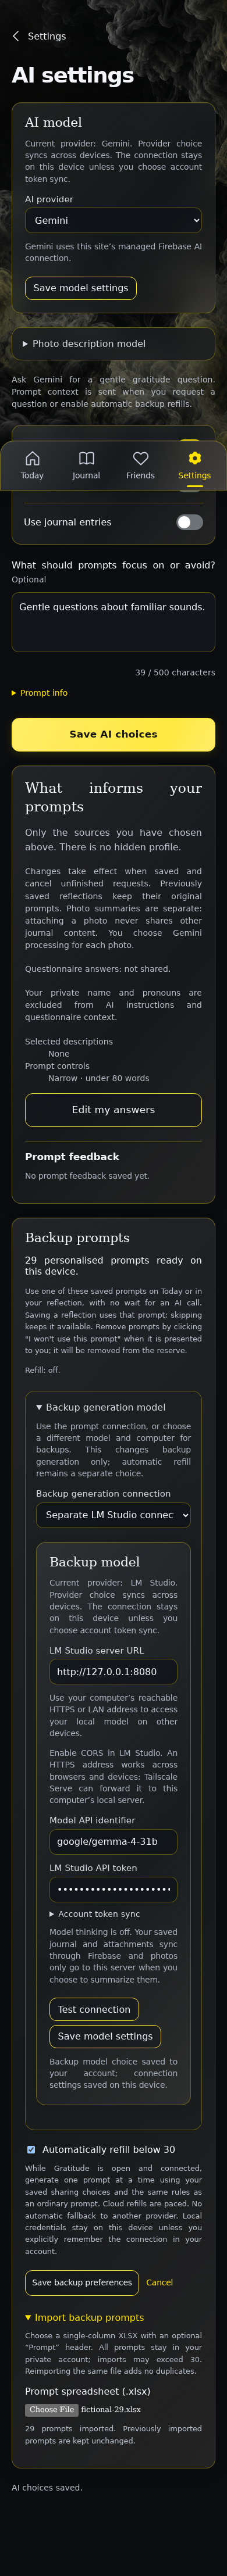 Settings
AI settings
AI model
Current provider: Gemini. Provider choice
syncs across devices. The connection stays
on this device unless you choose account
token sync.
AI provider
Gemini
Gemini uses this site’s managed Firebase AI
connection.
Save model settings
Photo description model
Ask Gemini for a gentle gratitude question.
Prompt context is sent when you request a
question or enable automatic backup refills.
Today
Journal
Friends
Settings
Use journal entries
What should prompts focus on or avoid?
Optional
Gentle questions about familiar sounds.
39 / 500 characters
Prompt info
Save AI choices
What informs your
prompts
Only the sources you have chosen
above. There is no hidden profile.
Changes take effect when saved and
cancel unfinished requests. Previously
saved reflections keep their original
prompts. Photo summaries are separate:
attaching a photo never shares other
journal content. You choose Gemini
processing for each photo.
Questionnaire answers: not shared.
Your private name and pronouns are
excluded from AI instructions and
questionnaire context.
Selected descriptions
None
Prompt controls
Narrow · under 80 words
Edit my answers
Prompt feedback
No prompt feedback saved yet.
Backup prompts
29 personalised prompts ready on
this device.
Use one of these saved prompts on Today or in
your reflection, with no wait for an AI call.
Saving a reflection uses that prompt; skipping
keeps it available. Remove prompts by clicking
"I won't use this prompt" when it is presented
to you; it will be removed from the reserve.
Refill: off.
Backup generation model
Use the prompt connection, or choose
a different model and computer for
backups. This changes backup
generation only; automatic refill
remains a separate choice.
Backup generation connection
Separate LM Studio connec
Backup model
Current provider: LM Studio.
Provider choice syncs across
devices. The connection stays
on this device unless you
choose account token sync.
LM Studio server URL
http://127.0.0.1:8080
Use your computer’s reachable
HTTPS or LAN address to access
your local model on other
devices.
Enable CORS in LM Studio. An
HTTPS address works across
browsers and devices; Tailscale
Serve can forward it to this
computer’s local server.
Model API identifier
google/gemma-4-31b
LM Studio API token
••••••••••••••••••••••
Account token sync
Model thinking is off. Your saved
journal and attachments sync
through Firebase and photos
only go to this server when you
choose to summarize them.
Test connection
Save model settings
Backup model choice saved to
your account; connection
settings saved on this device.
Automatically refill below 30
While Gratitude is open and connected,
generate one prompt at a time using your
saved sharing choices and the same rules as
an ordinary prompt. Cloud refills are paced. No
automatic fallback to another provider. Local
credentials stay on this device unless you
explicitly remember the connection in your
account.
Save backup preferences
Cancel
Import backup prompts
Choose a single-column XLSX with an optional
“Prompt” header. All prompts stay in your
private account; imports may exceed 30.
Reimporting the same file adds no duplicates.
Prompt spreadsheet (.xlsx)
Choose File fictional-29.xlsx
29 prompts imported. Previously imported
prompts are kept unchanged.
AI choices saved.